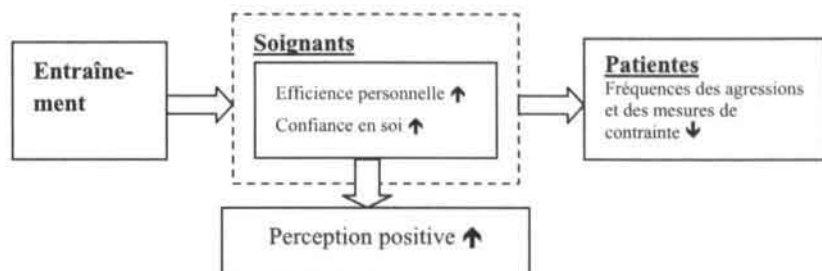 Entraîne-
ment
Soignants
Efficience personnelle ↑
Confiance en soi ↑
Patientes
Fréquences des agressions
et des mesures de
contrainte ↓
Perception positive ↑